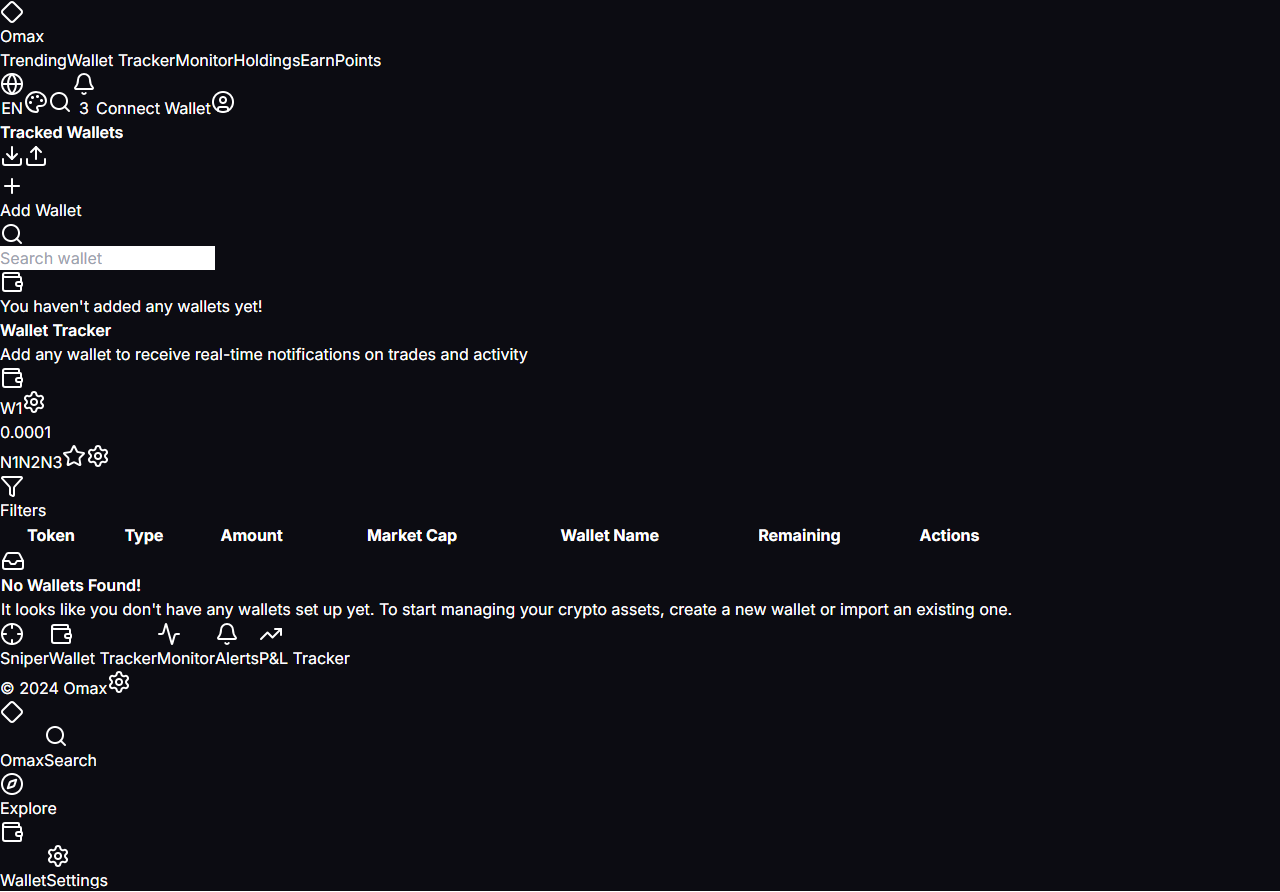 Omax
TrendingWallet TrackerMonitorHoldingsEarnPoints
EN 3 Connect Wallet
Tracked Wallets
Add Wallet
Search wallet
You haven't added any wallets yet!
Wallet Tracker
Add any wallet to receive real-time notifications on trades and activity
W1
0.0001
N1N2N3
Filters
Token Type Amount Market Cap Wallet Name Remaining Actions
No Wallets Found!
It looks like you don't have any wallets set up yet. To start managing your crypto assets, create a new wallet or import an existing one.
SniperWallet TrackerMonitorAlertsP&L Tracker
© 2024 Omax
OmaxSearch
Explore
WalletSettings